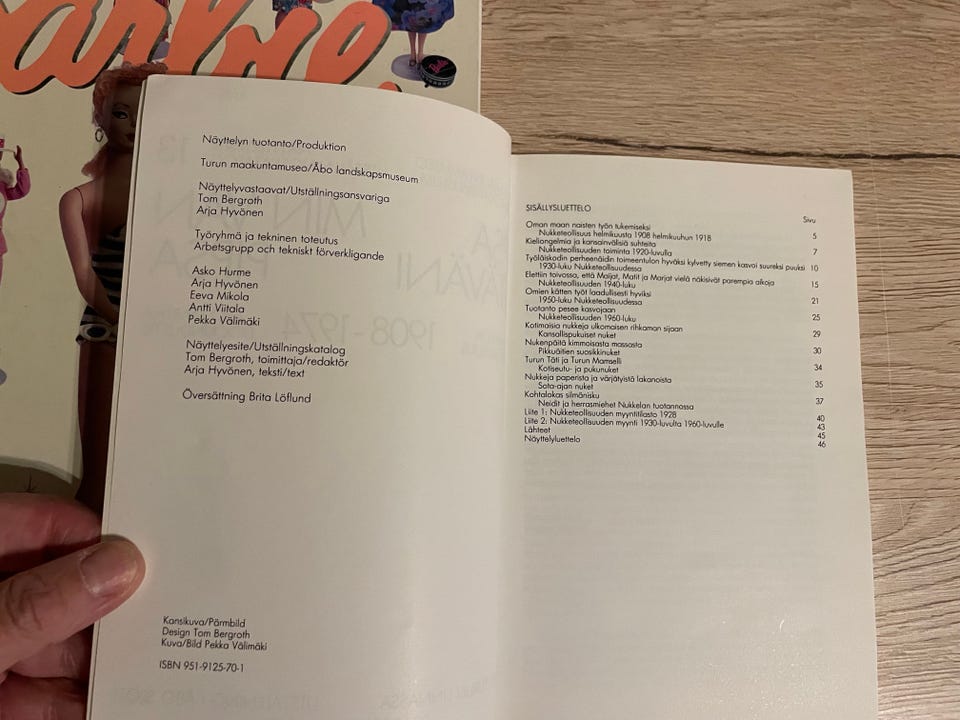 Barbie
Näyttelyn tuotanto/Produktion
Turun maakuntamuseo/Åbo landskapsmuseum
Näyttelyvastaavat/Utställningsansvariga
Tom Bergroth
Arja Hyvönen
Työryhmä ja tekninen toteutus
Arbetsgrupp och tekniskt förverkligande
Asko Hurme
Arja Hyvönen
Eeva Mikola
Antti Viitala
Pekka Välimäki
Näyttelyesite/Utställningskatalog
Tom Bergroth, toimittaja/redaktör
Arja Hyvönen, teksti/text
Översättning Brita Löflund
Kansikuva/Pärmbild
Design Tom Bergroth
Kuva/Bild Pekka Välimäki
ISBN 951-9125-70-1
SISÄLLYSLUETTELO
Sivu
Oman maan naisten työn tukemiseksi
Nukketeollisuus helmikuusta 1908 helmikuuhun 1918 5
Kieliongelmia ja kansainvälisiä suhteita
Nukketeollisuuden toiminta 1920-luvulla 7
Työläiskodin perheenäidin toimeentulon hyväksi kylvetty siemen kasvoi suureksi puuksi 10
1930-luku Nukketeollisuudessa
Elettiin toivossa, että Maijat, Matit ja Marjat vielä näkisivät parempia aikoja 15
Nukketeollisuuden 1940-luku
Omien kätten työt laadullisesti hyviksi 21
1950-luku Nukketeollisuudessa
Tuotanto pesee kasvojaan 25
Nukketeollisuuden 1960-luku
Kotimaisia nukkeja ulkomaisen rihkaman sijaan 29
Kansallispukuiset nuket
Nukenpäitä kimmoisasta massasta 30
Pikkuäitien suosikkinuket
Turun Täti ja Turun Mamselli 34
Kotiseutu- ja pukunuket
Nukkeja paperista ja värjätyistä lakanoista 35
Sota-ajan nuket
Kohtalokas silmänisku 37
Neidit ja herrasmiehet Nukkelan tuotannossa
Liite 1: Nukketeollisuuden myyntitilasto 1928 40
Liite 2: Nukketeollisuuden myynti 1930-luvulta 1960-luvulle 43
Lähteet 45
Näyttelyluettelo 46